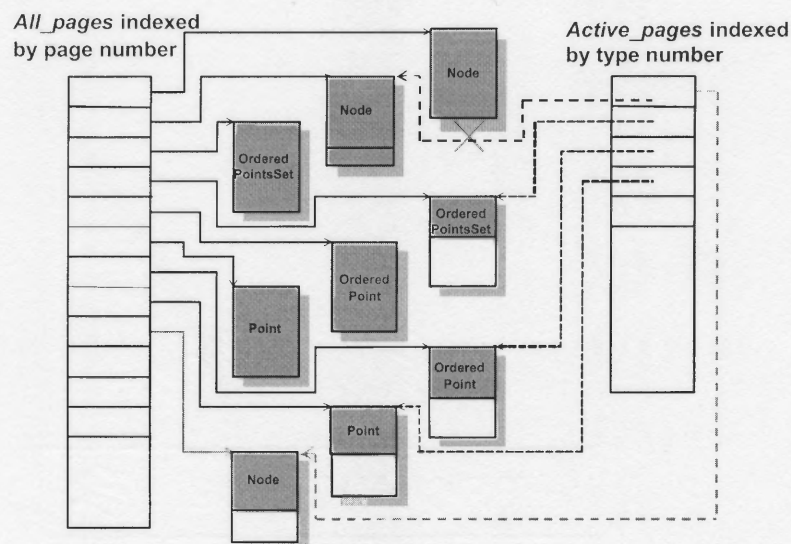 All_pages indexed
by page number
Active_pages indexed
by type number
Node
Node
Ordered
PointsSet
Ordered
PointsSet
Ordered
Point
Point
Ordered
Point
Point
Node